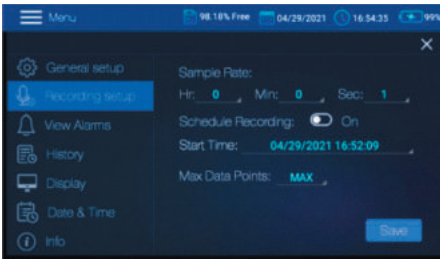 Menu 98.18% Free 04/29/2021 16:54:35 99%
General setup
Recording setup
View Alarms
History
Display
Date & Time
Info
Sample Rate:
Hr: 0 Min: 0 Sec: 1
Schedule Recording: On
Start Time: 04/29/2021 16:52:09
Max Data Points: MAX
Save